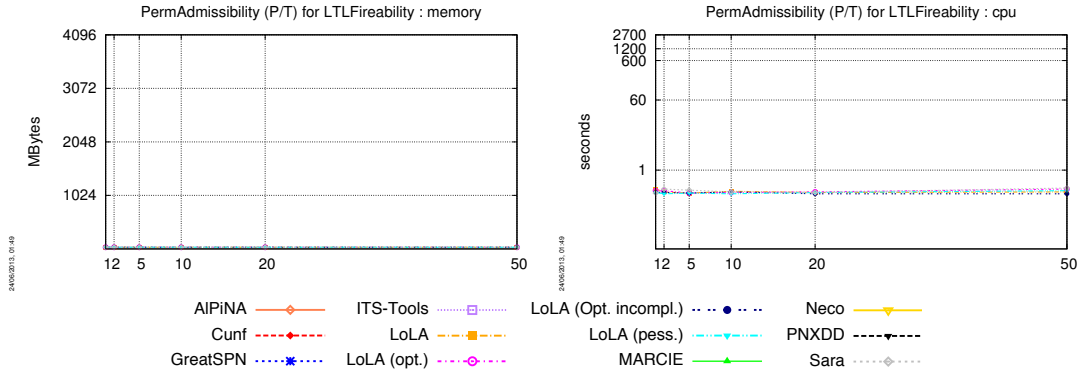 PermAdmissibility (P/T) for LTLFireability : memory
4096
3072
2048
1024
MBytes
12 5 10 20 50
24/06/2013, 01:49
PermAdmissibility (P/T) for LTLFireability : cpu
2700
1200
600
60
1
seconds
12 5 10 20 50
24/06/2013, 01:49
AlPiNA
Cunf
GreatSPN
ITS-Tools
LoLA
LoLA (opt.)
LoLA (Opt. incompl.)
LoLA (pess.)
MARCIE
Neco
PNXDD
Sara